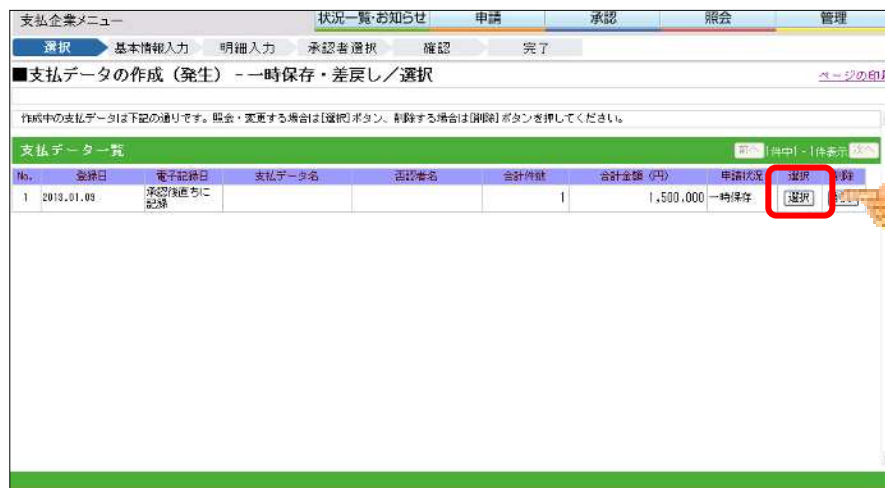 支払企業メニュー
状況一覧・お知らせ 申請 承認 照会 管理
選択 基本情報入力 明細入力 承認者選択 確認 完了
■支払データの作成(発生) -一時保存・差戻し/選択
ページの印
作成中の支払データは下記の通りです。照会・変更する場合は[選択]ボタン、削除する場合は[削除]ボタンを押してください。
支払データ一覧
前へ 1件中1-1件表示 次へ
No. 登録日 電子記録日 支払データ名 否認者名 合計件数 合計金額(円) 申請状況 選択 削除
1 2013.01.09 承認後直ちに 1 1,500,000 一時保存 選択
記録